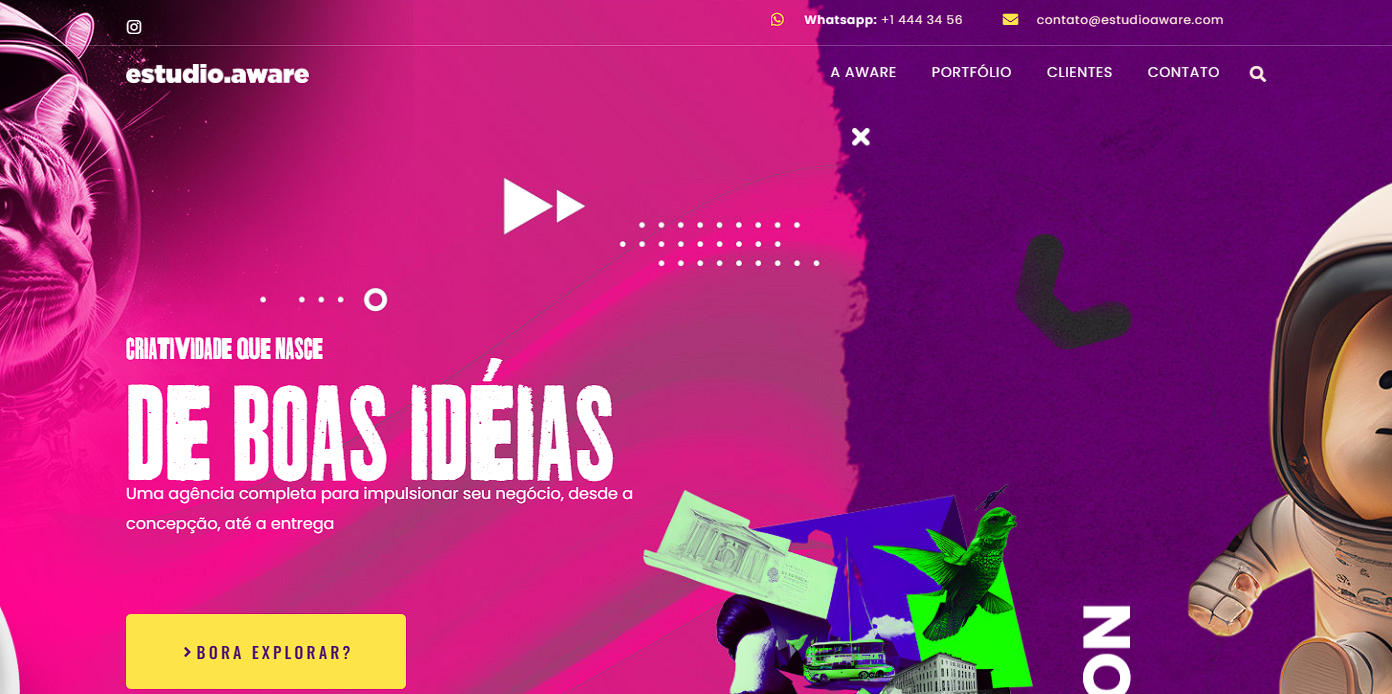 Whatsapp: +1 444 34 56
contato@estudioaware.com
estudio.aware
A AWARE
PORTFÓLIO
CLIENTES
CONTATO
CRIATIVIDADE QUE NASCE
DE BOAS IDÉIAS
Uma agência completa para impulsionar seu negócio, desde a
concepção, até a entrega
BORA EXPLORAR?
NO